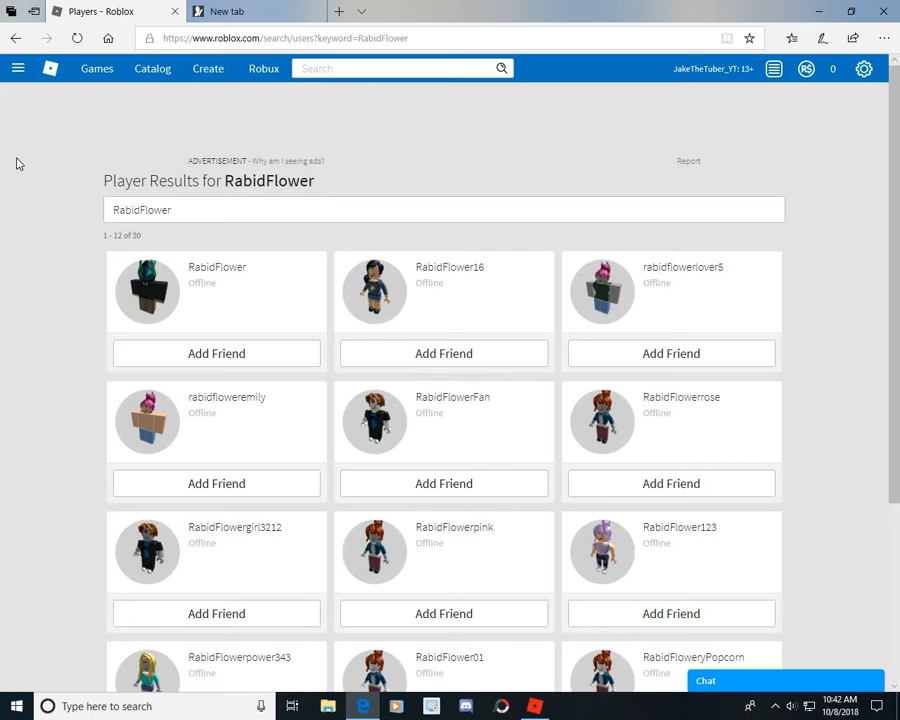 Players - Roblox
New tab
https://www.roblox.com/search/users?keyword=RabidFlower
Games
Catalog
Create
Robux
Search
JakeTheTuber_YT: 13+
R$
0
ADVERTISEMENT - Why am I seeing ads?
Report
Player Results for RabidFlower
RabidFlower
1 - 12 of 30
RabidFlower
Offline
Add Friend
RabidFlower16
Offline
Add Friend
rabidflowerlover5
Offline
Add Friend
rabidfloweremily
Offline
Add Friend
RabidFlowerFan
Offline
Add Friend
RabidFlowerrose
Offline
Add Friend
RabidFlowergirl3212
Offline
Add Friend
RabidFlowerpink
Offline
Add Friend
RabidFlower123
Offline
Add Friend
RabidFlowerpower343
RabidFlower01
RabidFloweryPopcorn
Chat
Type here to search
10:42 AM
10/8/2018